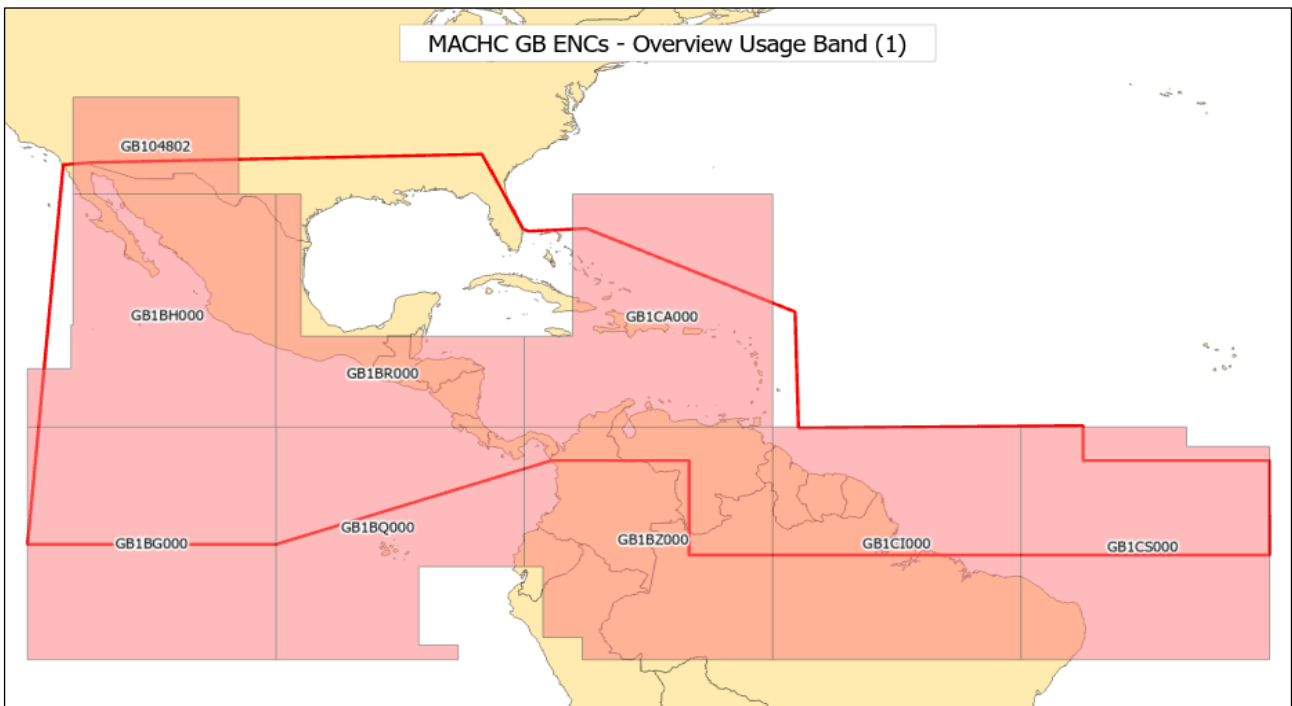 MACHC GB ENCs - Overview Usage Band (1)
GB104802
GB1BH000
GB1CA000
GB1BR000
GB1BG000
GB1BQ000
GB1BZ000
GB1CI000
GB1CS000